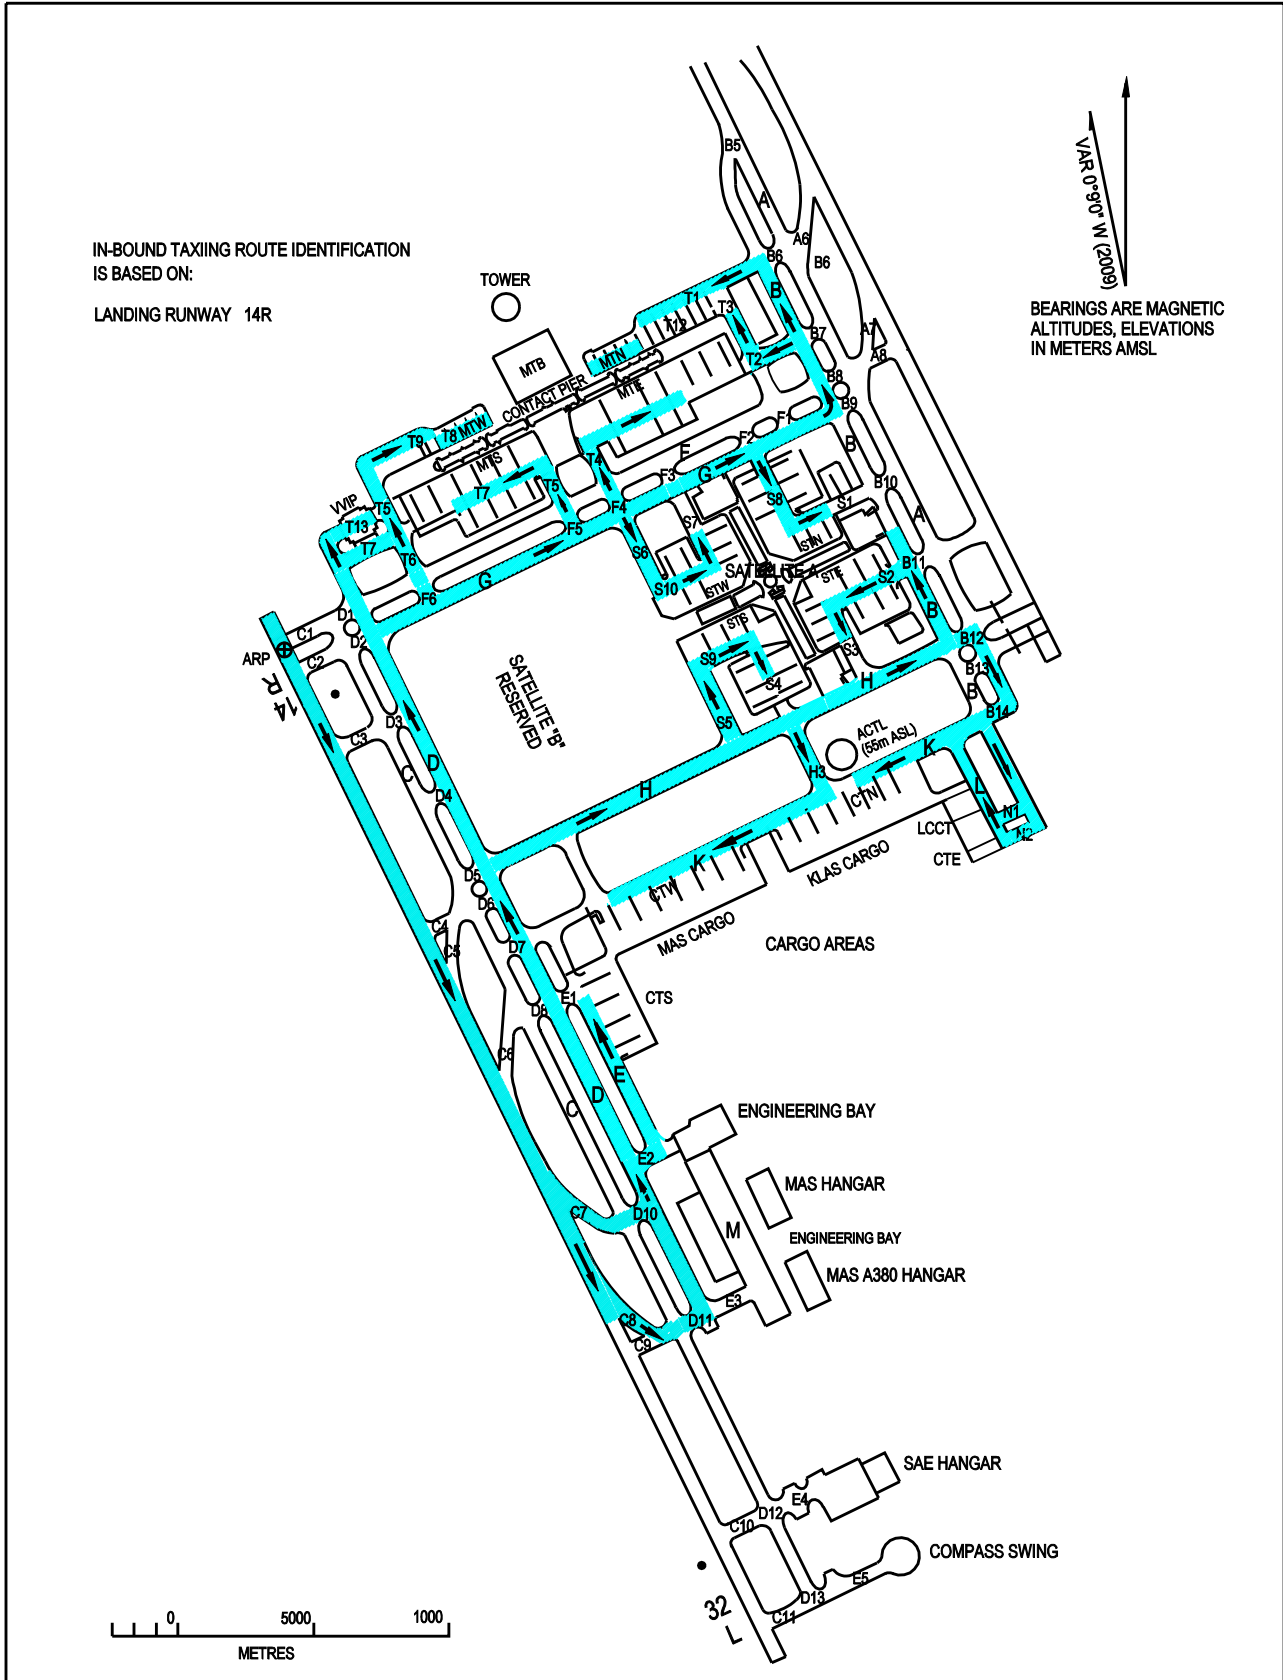 B5
A
A6
B6
B6
VAR 0°9'0" W (2009)
BEARINGS ARE MAGNETIC
ALTITUDES, ELEVATIONS
IN METERS AMSL
IN-BOUND TAXIING ROUTE IDENTIFICATION
IS BASED ON:
LANDING RUNWAY 14R
TOWER
T1
T3
T12
B
B7
A7
A8
MTB
MTN
T2
CONTACT PIER
MTE
B8
B9
T9
T8
MTW
MTS
F1
F2
F
B
T4
F3
G
T7
T5
S8
B10
VVIP
T5
F4
S7
S1
A
T13
T7
F5
S6
STN
T6
G
SATELLITE A
STE
S2
B11
S10
STW
F6
STS
B
D1
C1
D2
S3
B12
ARP
C2
S9
S4
B13
14
R
SATELLITE "B"
RESERVED
H
B
B14
C3
D3
S5
ACTL
(55m ASL)
K
D
C
H3
CTN
L
H
D4
N1
N2
LCCT
CTE
K
KLAS CARGO
D5
CTW
D6
MAS CARGO
CARGO AREAS
C4
C5
D7
E1
CTS
D8
C6
E
D
C
ENGINEERING BAY
E2
MAS HANGAR
C7
D10
M
ENGINEERING BAY
MAS A380 HANGAR
E3
C8
D11
C9
SAE HANGAR
E4
D12
C10
COMPASS SWING
E5
D13
32
L
C11
0
5000
1000
METRES